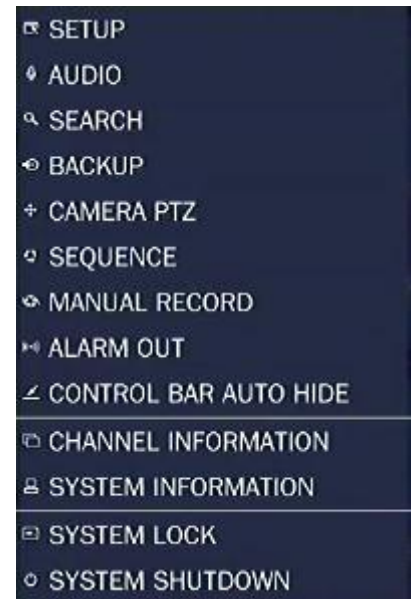 SETUP
AUDIO
SEARCH
BACKUP
CAMERA PTZ
SEQUENCE
MANUAL RECORD
ALARM OUT
CONTROL BAR AUTO HIDE
CHANNEL INFORMATION
SYSTEM INFORMATION
SYSTEM LOCK
SYSTEM SHUTDOWN